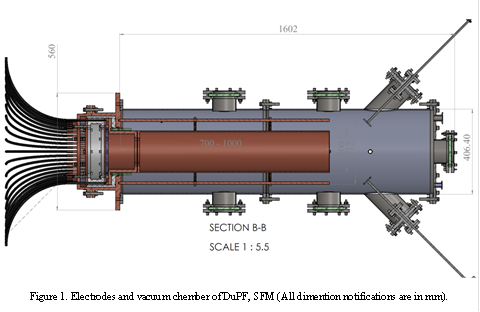 1602
560
700 - 1000
406.40
SECTION B-B
SCALE 1 : 5.5
Figure 1. Electrodes and vacuum chember of DuPF, SFM (All dimention notifications are in mm).